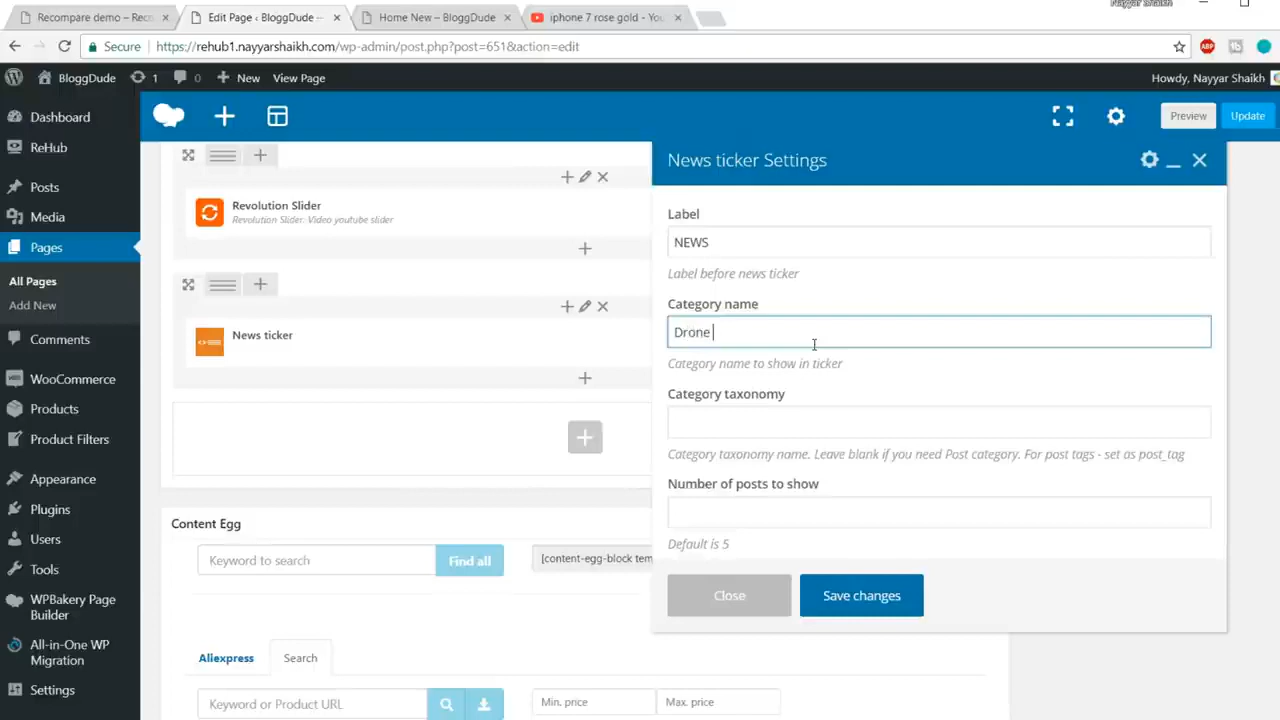 Nayyar Shaikh
Recompare demo – Reco
Edit Page ‹ BloggDude —
Home New – BloggDude
iphone 7 rose gold - You
Secure
https://rehub1.nayyarshaikh.com/wp-admin/post.php?post=651&action=edit
ABP
BloggDude
1
0
New
View Page
Howdy, Nayyar Shaikh
Dashboard
ReHub
Posts
Media
Pages
All Pages
Add New
Comments
WooCommerce
Products
Product Filters
Appearance
Plugins
Users
Tools
WPBakery Page
Builder
All-in-One WP
Migration
Settings
Preview
Update
Revolution Slider
Revolution Slider: Video youtube slider
News ticker
Content Egg
Keyword to search
Find all
[content-egg-block tem
Aliexpress
Search
Keyword or Product URL
Min. price
Max. price
News ticker Settings
Label
NEWS
Label before news ticker
Category name
Drone
Category name to show in ticker
Category taxonomy
Category taxonomy name. Leave blank if you need Post category. For post tags - set as post_tag
Number of posts to show
Default is 5
Close
Save changes